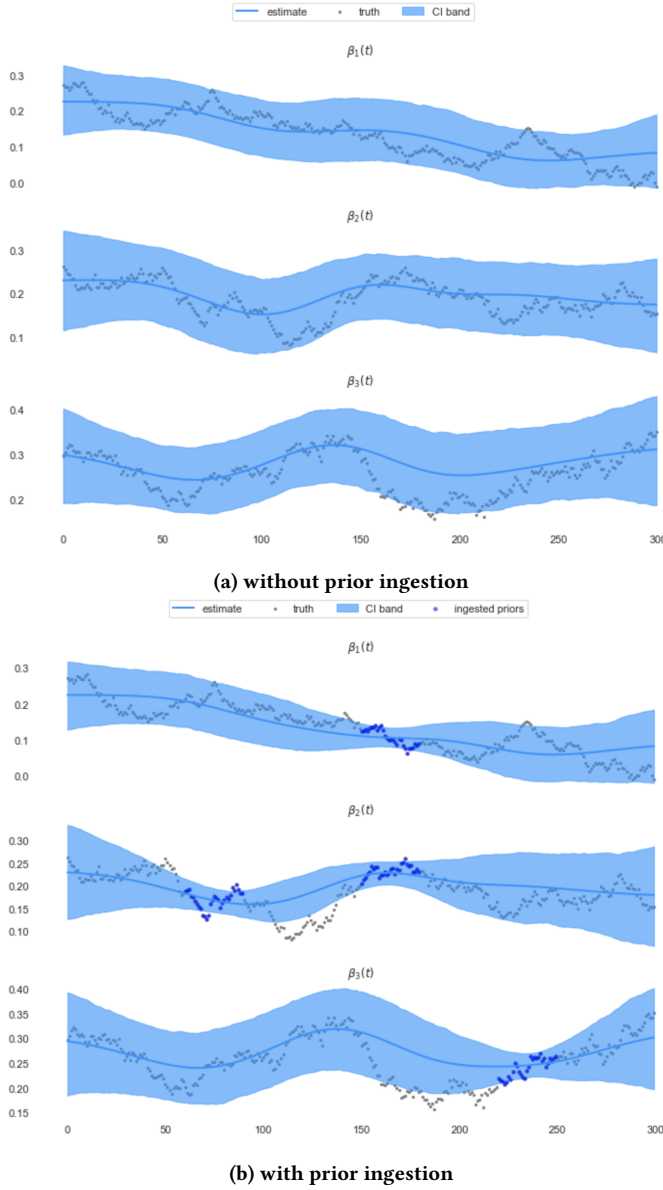 estimate truth CI band
β₁(t)
0.3
0.2
0.1
0.0
β₂(t)
0.3
0.2
0.1
β₃(t)
0.4
0.3
0.2
0 50 100 150 200 250 300
(a) without prior ingestion
estimate truth CI band ingested priors
β₁(t)
0.3
0.2
0.1
0.0
β₂(t)
0.30
0.25
0.20
0.15
0.10
β₃(t)
0.40
0.35
0.30
0.25
0.20
0.15
0 50 100 150 200 250 300
(b) with prior ingestion